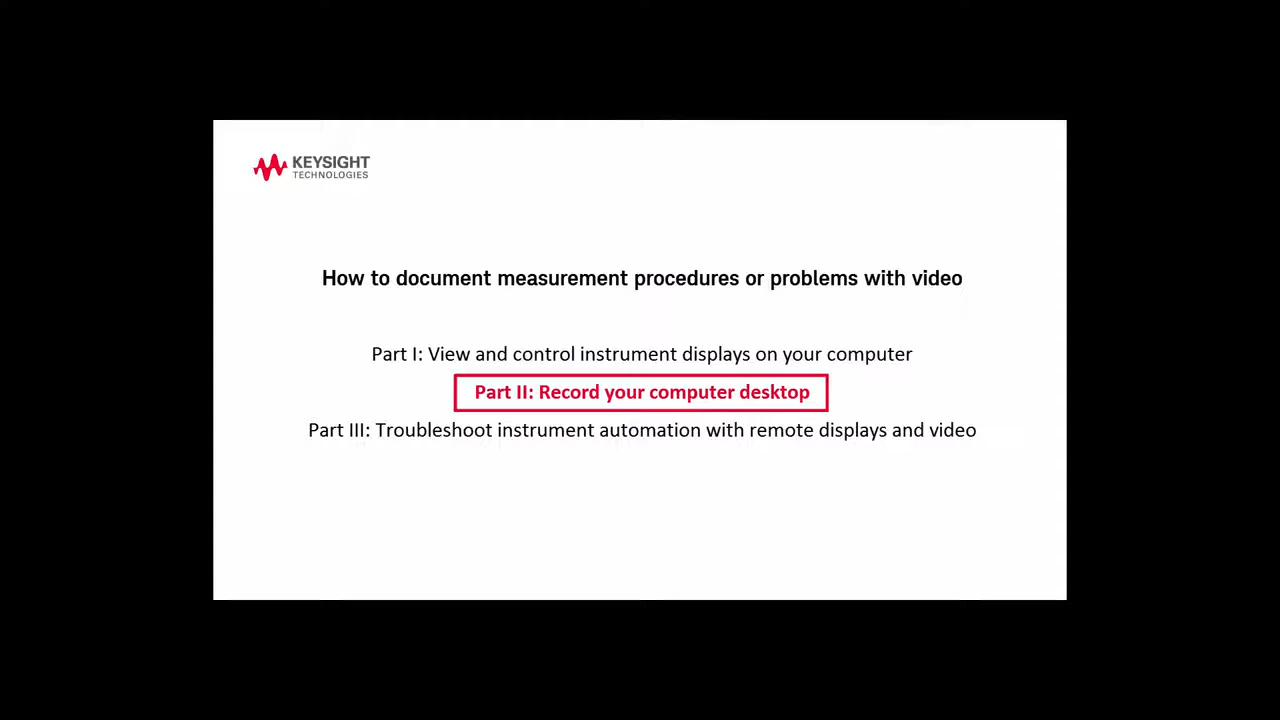 KEYSIGHT
TECHNOLOGIES
How to document measurement procedures or problems with video
Part I: View and control instrument displays on your computer
Part II: Record your computer desktop
Part III: Troubleshoot instrument automation with remote displays and video